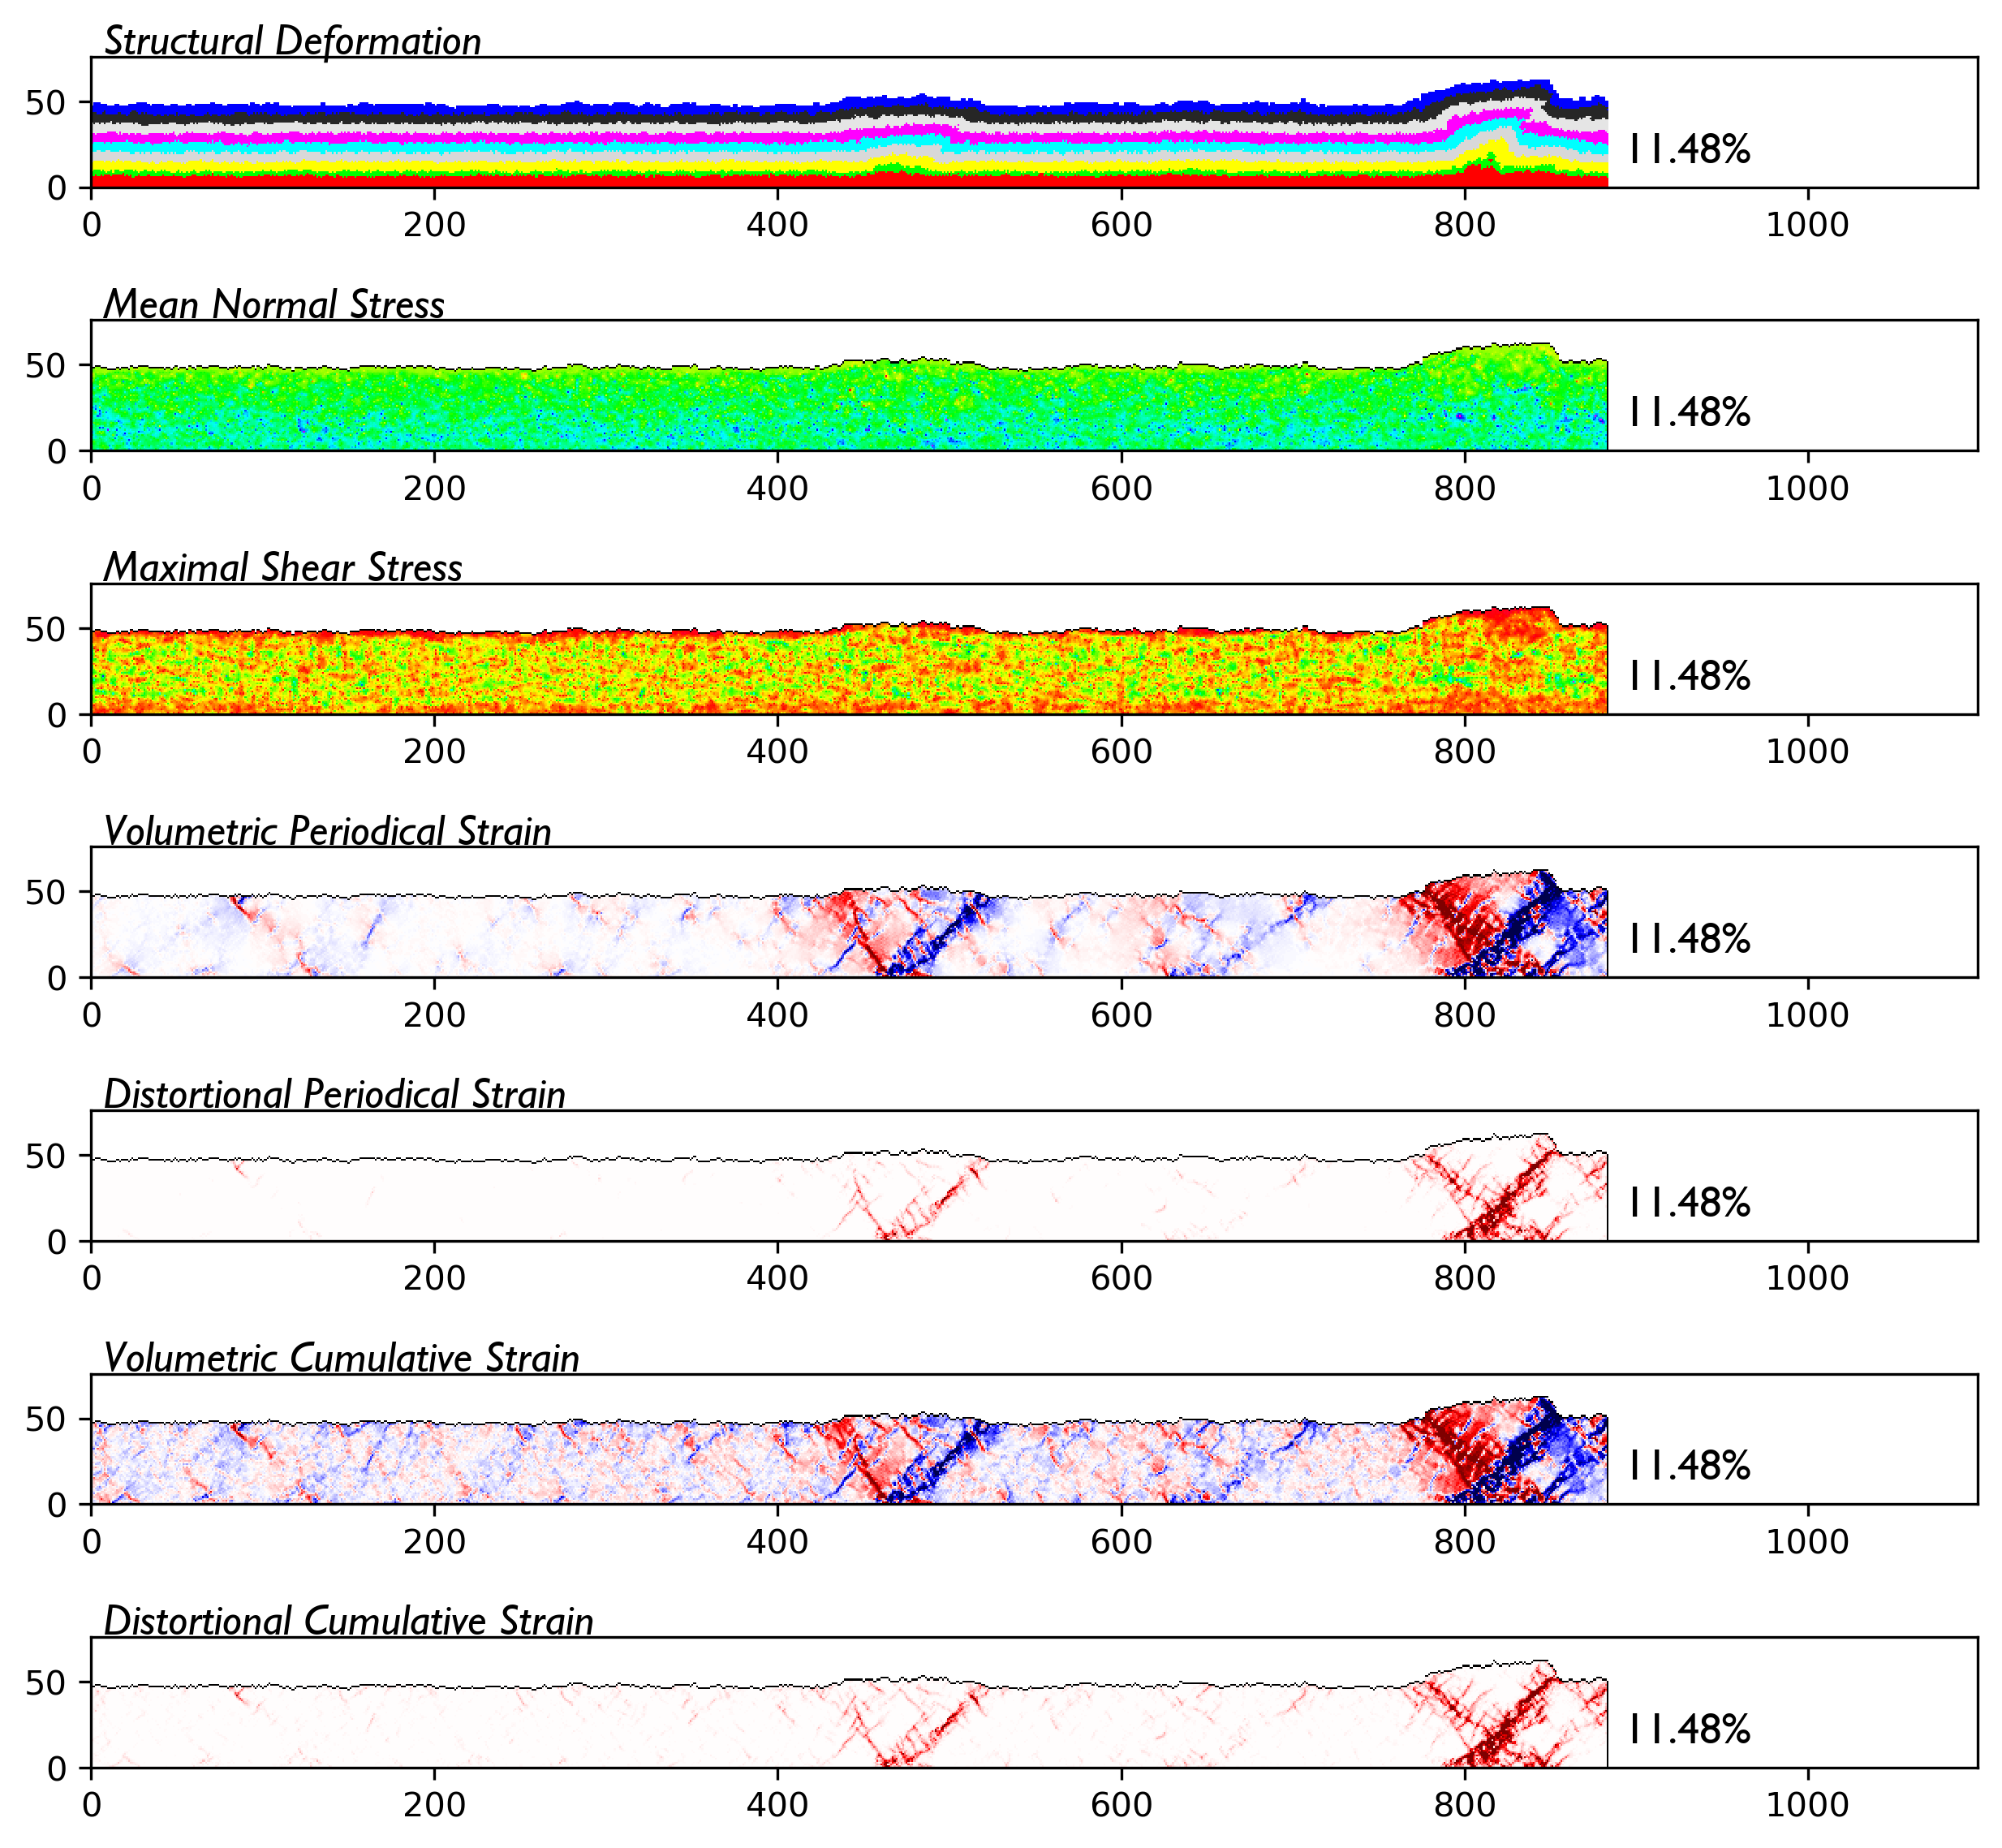 Structural Deformation
50
0
11.48%
0 200 400 600 800 1000
Mean Normal Stress
50
0
11.48%
0 200 400 600 800 1000
Maximal Shear Stress
50
0
11.48%
0 200 400 600 800 1000
Volumetric Periodical Strain
50
0
11.48%
0 200 400 600 800 1000
Distortional Periodical Strain
50
0
11.48%
0 200 400 600 800 1000
Volumetric Cumulative Strain
50
0
11.48%
0 200 400 600 800 1000
Distortional Cumulative Strain
50
0
11.48%
0 200 400 600 800 1000